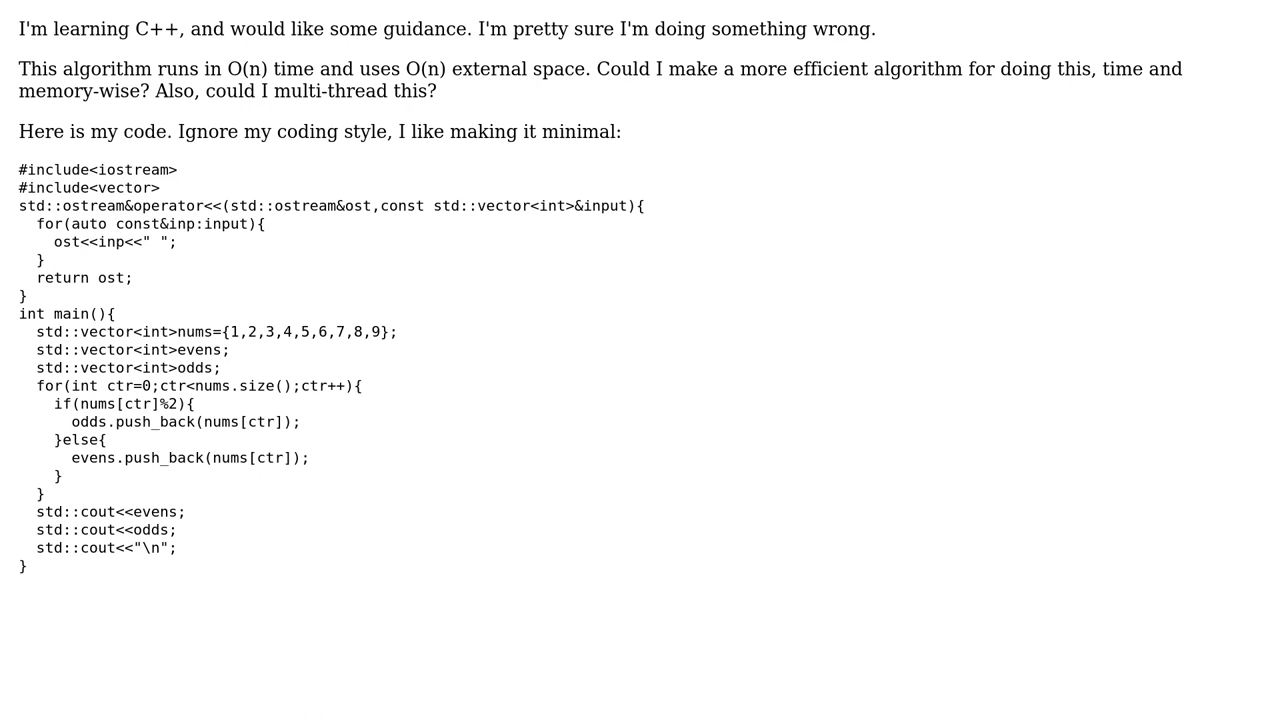 I'm learning C++, and would like some guidance. I'm pretty sure I'm doing something wrong.
This algorithm runs in O(n) time and uses O(n) external space. Could I make a more efficient algorithm for doing this, time and
memory-wise? Also, could I multi-thread this?
Here is my code. Ignore my coding style, I like making it minimal:
#include<iostream>
#include<vector>
std::ostream&operator<<(std::ostream&ost,const std::vector<int>&input){
  for(auto const&inp:input){
    ost<<inp<<" ";
  }
  return ost;
}
int main(){
  std::vector<int>nums={1,2,3,4,5,6,7,8,9};
  std::vector<int>evens;
  std::vector<int>odds;
  for(int ctr=0;ctr<nums.size();ctr++){
    if(nums[ctr]%2){
      odds.push_back(nums[ctr]);
    }else{
      evens.push_back(nums[ctr]);
    }
  }
  std::cout<<evens;
  std::cout<<odds;
  std::cout<<"\n";
}